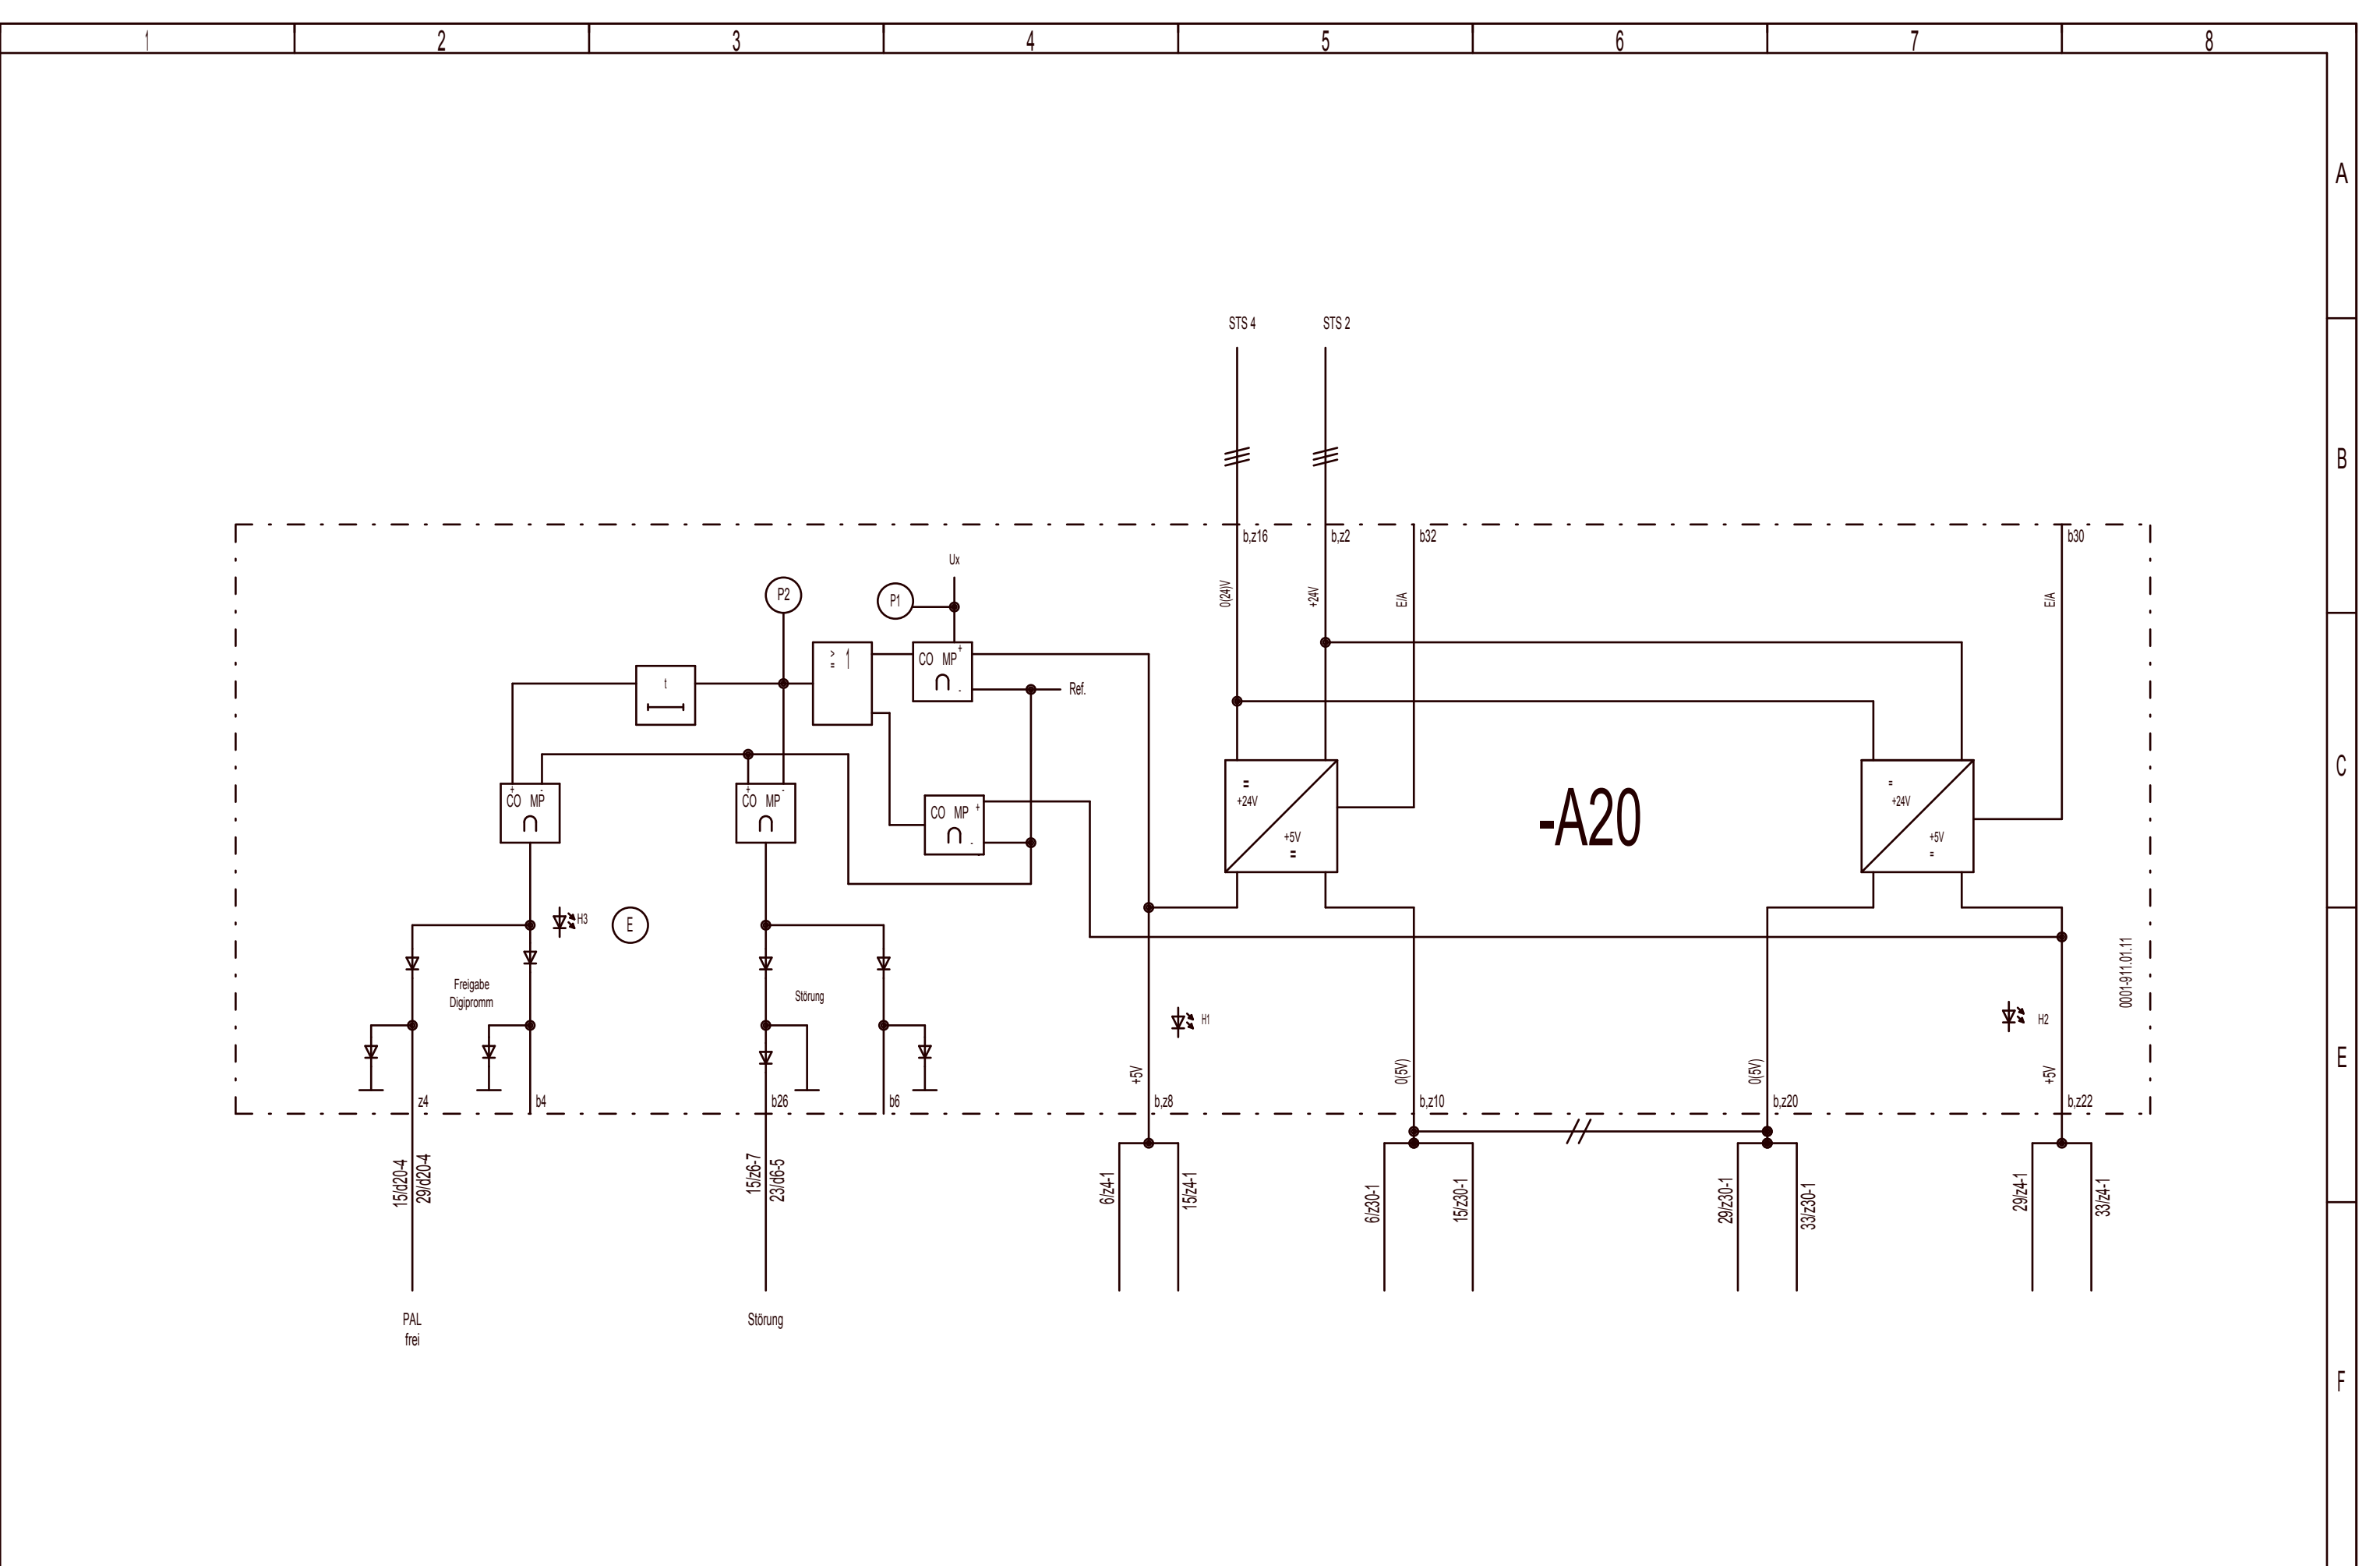 1 2 3 4 5 6 7 8
A
STS 4 STS 2
B
b,z16 b,z2 b32 b30
Ux
P2 P1
0(24)V +24V E/A E/A
> = 1
CO MP + -
Ref.
t
+ - CO MP
+ - CO MP
CO MP + -
= +24V +5V =
-A20
= +24V +5V =
C
H3
E
Freigabe
Digipromm
Störung
H1
H2
0001-911.01.11
E
+5V 0(5V) 0(5V) +5V
z4 b4 b26 b6 b,z8 b,z10 b,z20 b,z22
15/d20-4
29/d20-4
15/z6-7
23/d6-5
6/z4-1
15/z4-1
6/z30-1
15/z30-1
29/z30-1
33/z30-1
29/z4-1
33/z4-1
PAL
frei
Störung
F